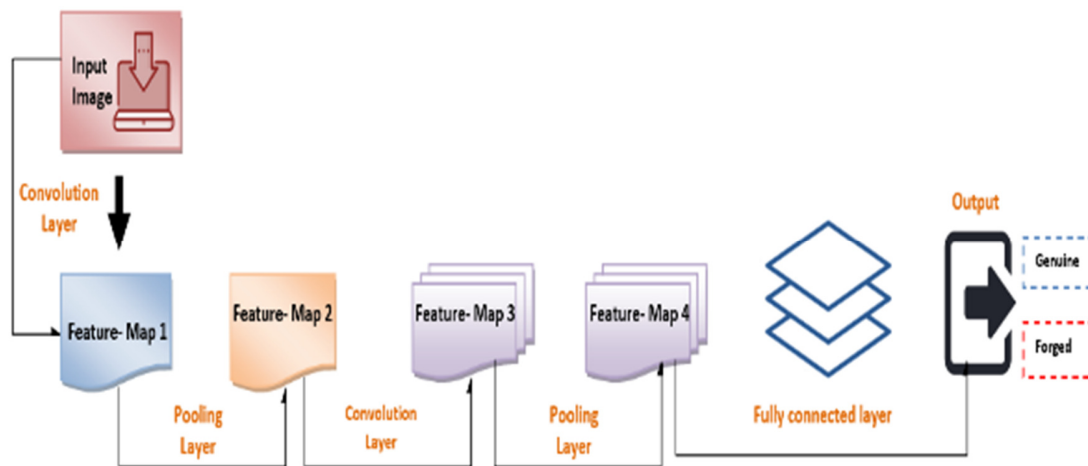 Input
Image
Convolution
Layer
Output
Genuine
Feature- Map 1
Feature- Map 2
Feature- Map 3
Feature- Map 4
Forged
Pooling
Layer
Convolution
Layer
Pooling
Layer
Fully connected layer